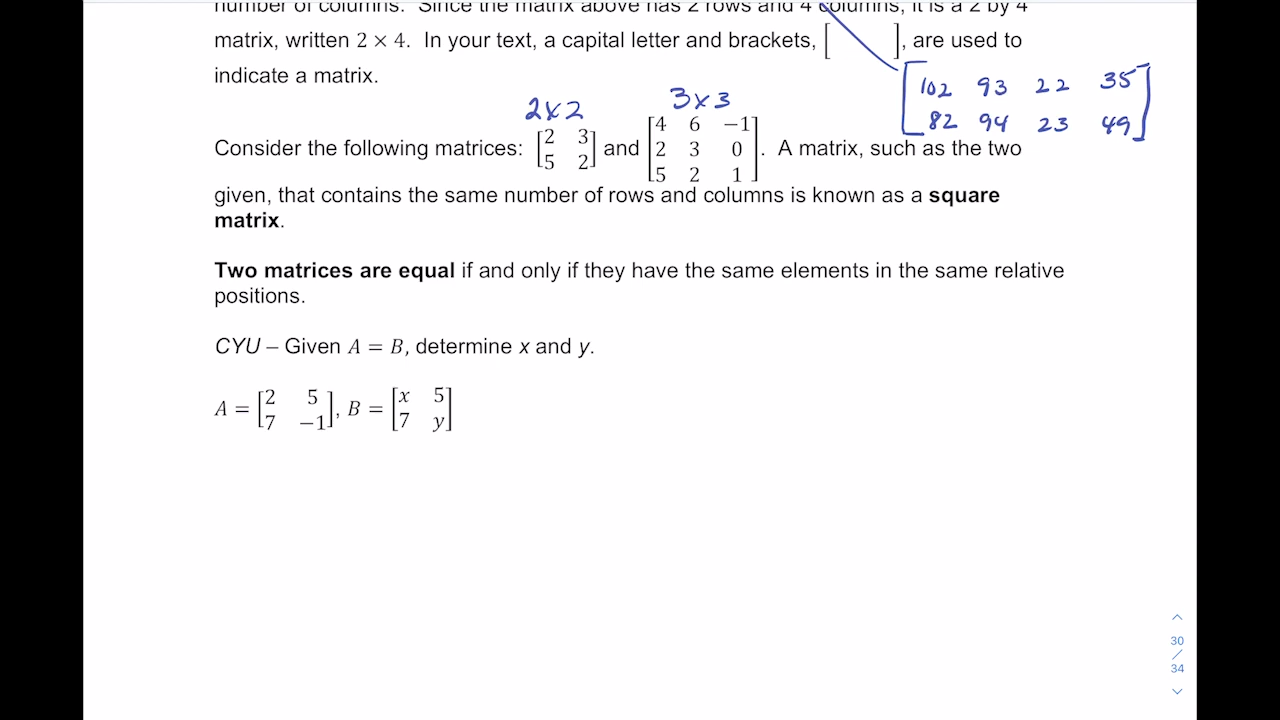 number of columns. Since the matrix above has 2 rows and 4 columns, it is a 2 by 4
matrix, written 2 × 4. In your text, a capital letter and brackets, [ ], are used to
indicate a matrix.
[102 93 22 35
82 94 23 49]
2x2 3x3
Consider the following matrices: [2 3 5 2] and [4 6 −1 2 3 0 5 2 1]. A matrix, such as the two
given, that contains the same number of rows and columns is known as a square
matrix.
Two matrices are equal if and only if they have the same elements in the same relative
positions.
CYU – Given A = B, determine x and y.
A = [2 5 7 −1], B = [x 5 7 y]
30
/
34